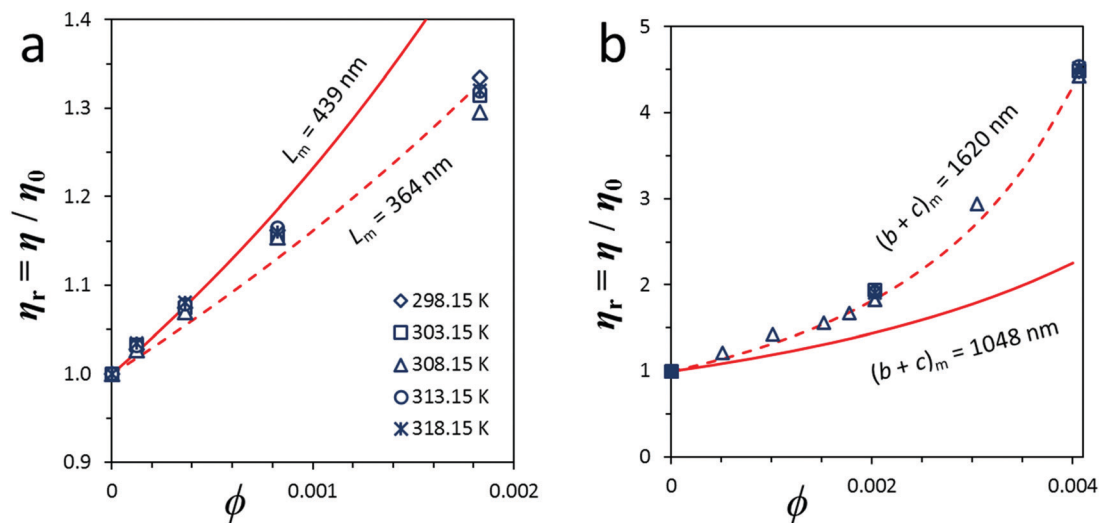 a
1.4
1.3
1.2
1.1
1.0
0.9
ηr = η / η0
Lm = 439 nm
Lm = 364 nm
298.15 K
303.15 K
308.15 K
313.15 K
318.15 K
0
0.001
0.002
ϕ
b
5
4
3
2
1
0
ηr = η / η0
(b + c)m = 1620 nm
(b + c)m = 1048 nm
0
0.002
0.004
ϕ